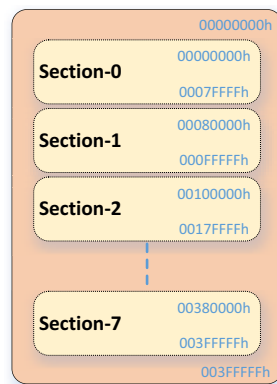 00000000h
00000000h
Section-0
0007FFFFh
00080000h
Section-1
000FFFFFh
00100000h
Section-2
0017FFFFh
00380000h
Section-7
003FFFFFh
003FFFFFh